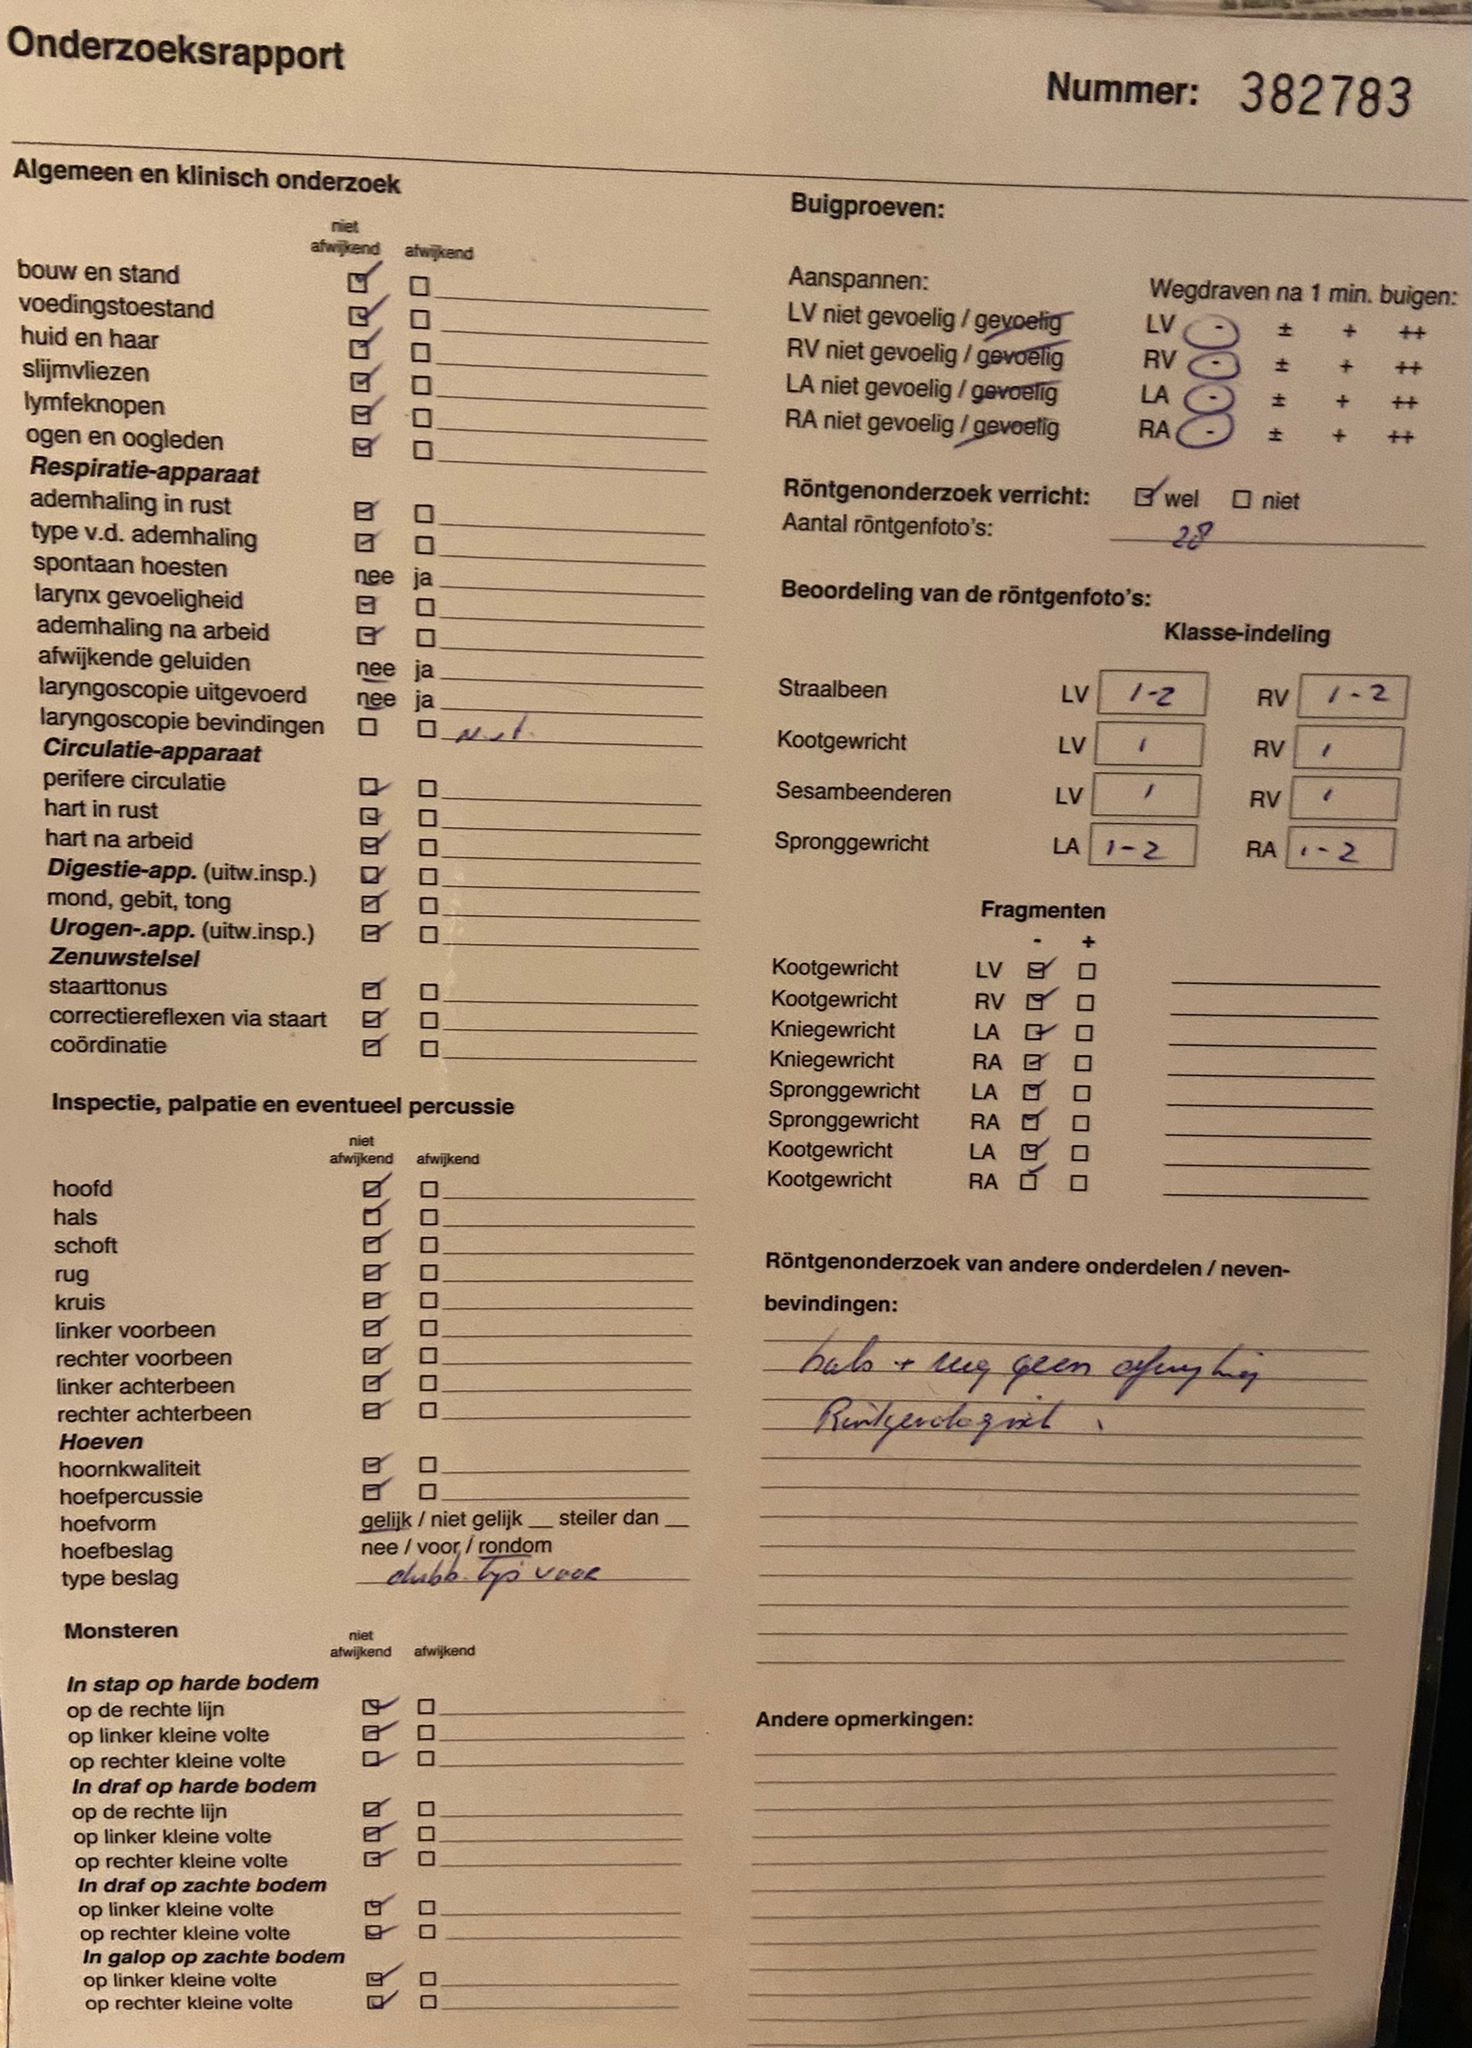 Onderzoeksrapport
Nummer: 382783
Algemeen en klinisch onderzoek
niet
afwijkend afwijkend
bouw en stand
voedingstoestand
huid en haar
slijmvliezen
lymfeknopen
ogen en oogleden
Respiratie-apparaat
ademhaling in rust
type v.d. ademhaling
spontaan hoesten nee ja
larynx gevoeligheid
ademhaling na arbeid
afwijkende geluiden nee ja
laryngoscopie uitgevoerd nee ja
laryngoscopie bevindingen
Circulatie-apparaat
perifere circulatie
hart in rust
hart na arbeid
Digestie-app. (uitw.insp.)
mond, gebit, tong
Urogen-.app. (uitw.insp.)
Zenuwstelsel
staarttonus
correctiereflexen via staart
coördinatie
Inspectie, palpatie en eventueel percussie
niet
afwijkend afwijkend
hoofd
hals
schoft
rug
kruis
linker voorbeen
rechter voorbeen
linker achterbeen
rechter achterbeen
Hoeven
hoornkwaliteit
hoefpercussie
hoefvorm gelijk / niet gelijk __ steiler dan __
hoefbeslag nee / voor / rondom
type beslag voor
Monsteren
niet
afwijkend afwijkend
In stap op harde bodem
op de rechte lijn
op linker kleine volte
op rechter kleine volte
In draf op harde bodem
op de rechte lijn
op linker kleine volte
op rechter kleine volte
In draf op zachte bodem
op linker kleine volte
op rechter kleine volte
In galop op zachte bodem
op linker kleine volte
op rechter kleine volte
Buigproeven:
Aanspannen: Wegdraven na 1 min. buigen:
LV niet gevoelig / gevoelig LV - ± + ++
RV niet gevoelig / gevoelig RV - ± + ++
LA niet gevoelig / gevoelig LA - ± + ++
RA niet gevoelig / gevoelig RA - ± + ++
Röntgenonderzoek verricht: wel niet
Aantal röntgenfoto's: 28
Beoordeling van de röntgenfoto's:
Klasse-indeling
Straalbeen LV 1-2 RV 1-2
Kootgewricht LV 1 RV 1
Sesambeenderen LV 1 RV 1
Spronggewricht LA 1-2 RA 1-2
Fragmenten
- +
Kootgewricht LV
Kootgewricht RV
Kniegewricht LA
Kniegewricht RA
Spronggewricht LA
Spronggewricht RA
Kootgewricht LA
Kootgewricht RA
Röntgenonderzoek van andere onderdelen / neven-
bevindingen:
hals + rug geen
Andere opmerkingen: